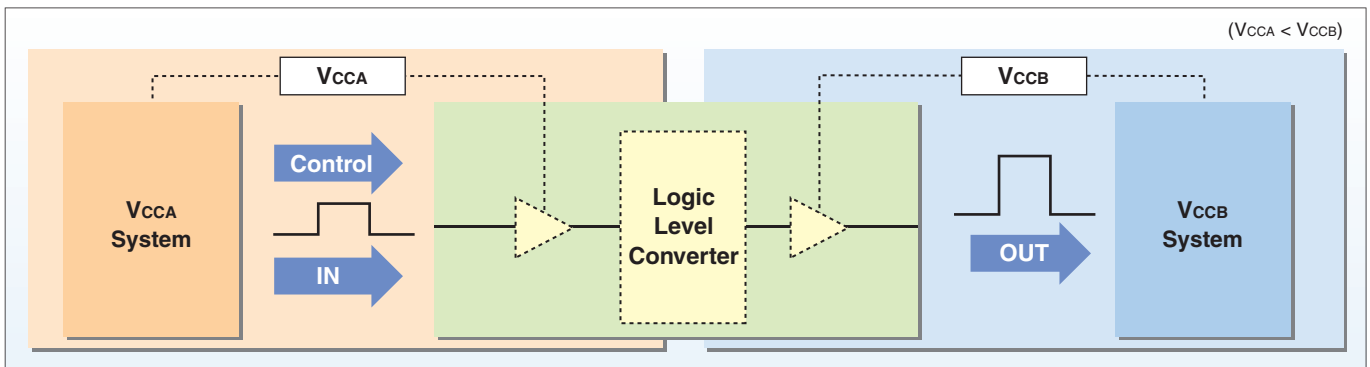 (VCCA < VCCB)
VCCA
VCCB
Control
VCCA
System
IN
Logic
Level
Converter
OUT
VCCB
System